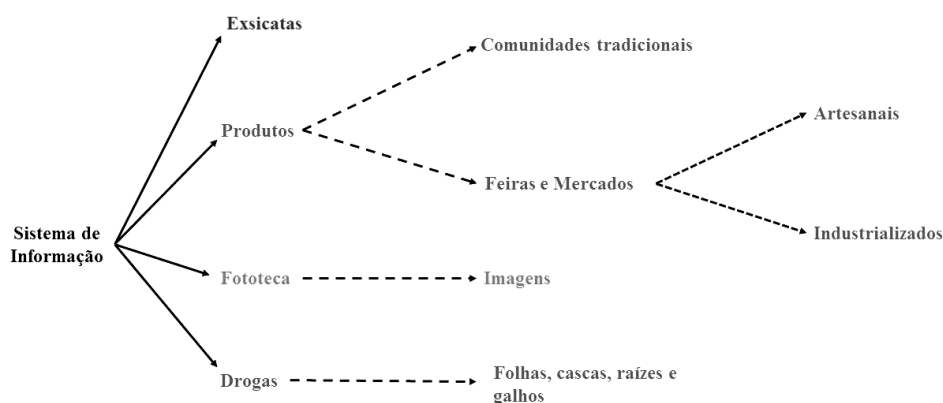 Exsicatas
Comunidades tradicionais
Artesanais
Produtos
Feiras e Mercados
Sistema de
Informação
Industrializados
Fototeca
Imagens
Drogas
Folhas, cascas, raízes e
galhos